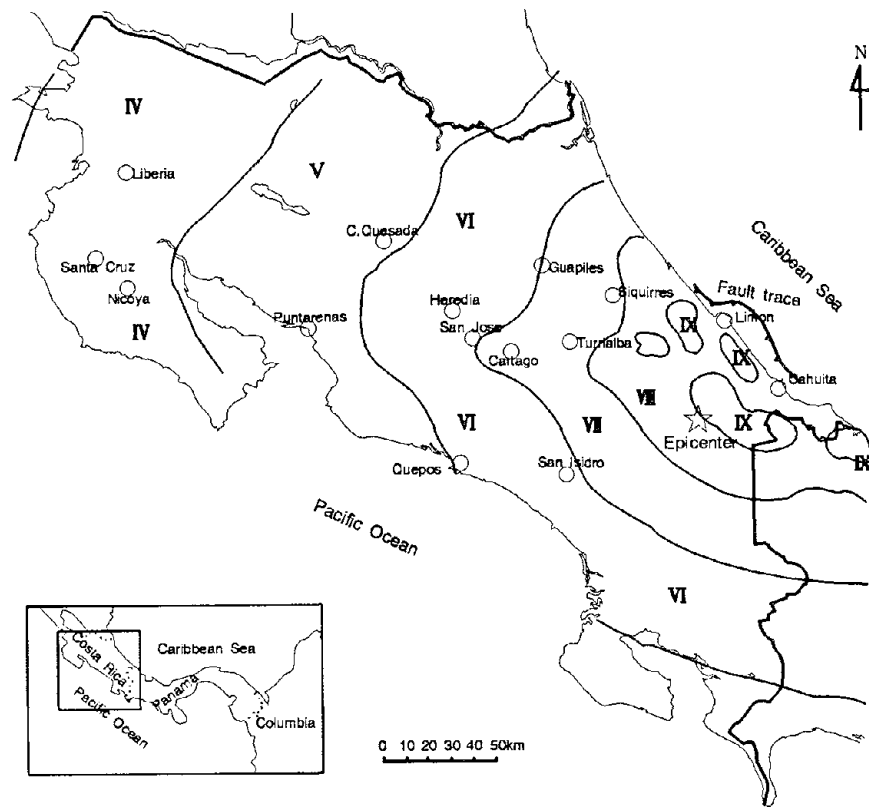 N
IV
Liberia
V
C.Quesada
VI
Caribbean Sea
Santa Cruz
Nicoya
Guapiles
Siquirres
Fault trace
Heredia
IX
Limon
IV
Puntarenas
San Jose
Turrialba
Cartago
IX
Cahuita
VIII
IX
Epicenter
VI
VII
Quepos
San Isidro
IX
Pacific Ocean
VI
Costa Rica
Caribbean Sea
Panama
Pacific Ocean
Columbia
0 10 20 30 40 50km